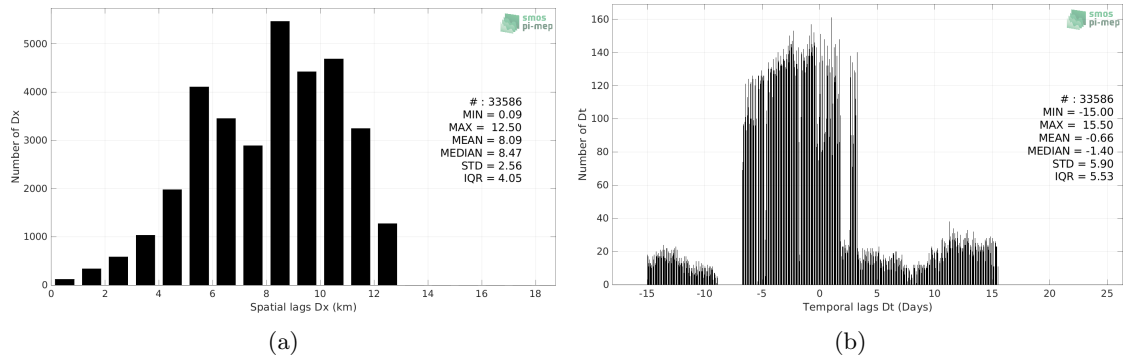 smos
pi-mep
5000
4000
3000
2000
1000
0
Number of Dx
# : 33586
MIN = 0.09
MAX = 12.50
MEAN = 8.09
MEDIAN = 8.47
STD = 2.56
IQR = 4.05
0 2 4 6 8 10 12 14 16 18
Spatial lags Dx (km)
(a)
smos
pi-mep
160
140
120
100
80
60
40
20
0
Number of Dt
# : 33586
MIN = -15.00
MAX = 15.50
MEAN = -0.66
MEDIAN = -1.40
STD = 5.90
IQR = 5.53
-15 -10 -5 0 5 10 15 20 25
Temporal lags Dt (Days)
(b)